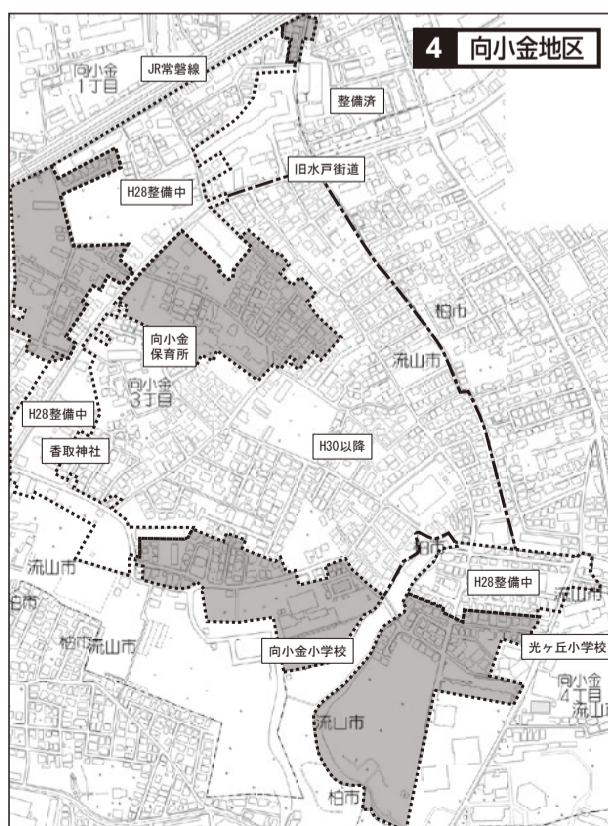 4 向小金地区
向小金
1丁目
JR常磐線
整備済
旧水戸街道
H28整備中
柏市
流山市
向小金
保育所
向小金
3丁目
H28整備中
香取神社
H30以降
柏市
H28整備中
流山市
流山市
柏市
柏市
流山市
向小金小学校
光ヶ丘小学校
向小金
4丁目
流山市
流山市
柏市